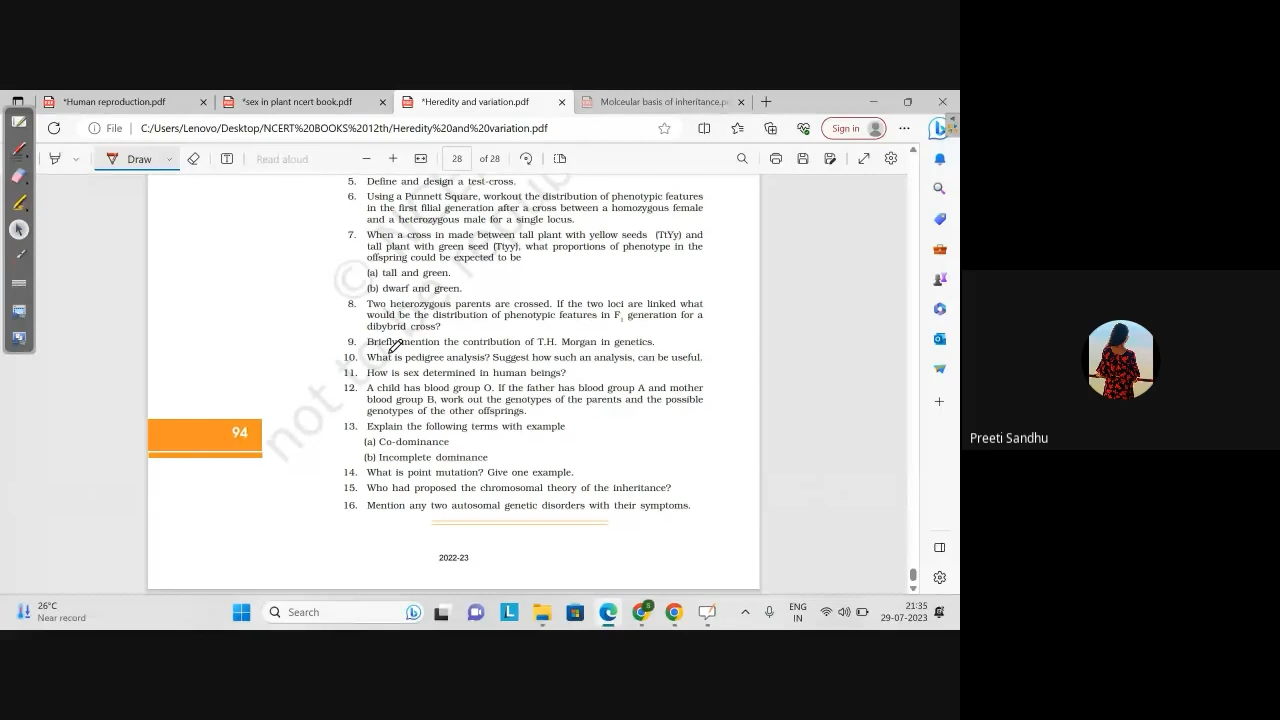 *Human reproduction.pdf
*sex in plant ncert book.pdf
*Heredity and variation.pdf
Molceular basis of inheritance.p
File
C:/Users/Lenovo/Desktop/NCERT%20BOOKS%2012th/Heredity%20and%20variation.pdf
Sign in
Draw
Read aloud
28
of 28
5. Define and design a test-cross.
6. Using a Punnett Square, workout the distribution of phenotypic features
in the first filial generation after a cross between a homozygous female
and a heterozygous male for a single locus.
7. When a cross in made between tall plant with yellow seeds (TtYy) and
tall plant with green seed (Ttyy), what proportions of phenotype in the
offspring could be expected to be
(a) tall and green.
(b) dwarf and green.
8. Two heterozygous parents are crossed. If the two loci are linked what
would be the distribution of phenotypic features in F1 generation for a
dibybrid cross?
9. Briefly mention the contribution of T.H. Morgan in genetics.
10. What is pedigree analysis? Suggest how such an analysis, can be useful.
11. How is sex determined in human beings?
12. A child has blood group O. If the father has blood group A and mother
blood group B, work out the genotypes of the parents and the possible
genotypes of the other offsprings.
94
13. Explain the following terms with example
(a) Co-dominance
(b) Incomplete dominance
14. What is point mutation? Give one example.
15. Who had proposed the chromosomal theory of the inheritance?
16. Mention any two autosomal genetic disorders with their symptoms.
2022-23
not to be
Preeti Sandhu
26°C
Near record
Search
ENG
IN
21:35
29-07-2023